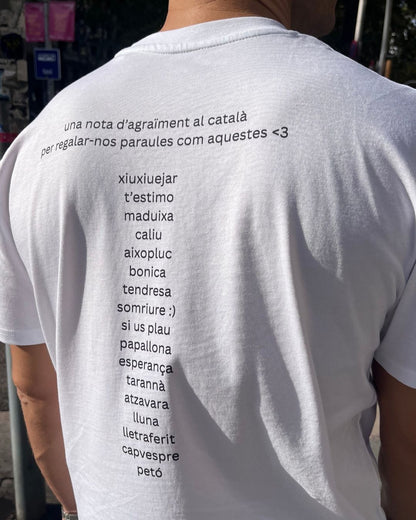 una nota d'agraïment al català
per regalar-nos paraules com aquestes <3
xiuxiuejar
t'estimo
maduixa
caliu
aixopluc
bonica
tendresa
somriure :)
si us plau
papallona
esperança
tarannà
atzavara
lluna
lletraferit
capvespre
petó